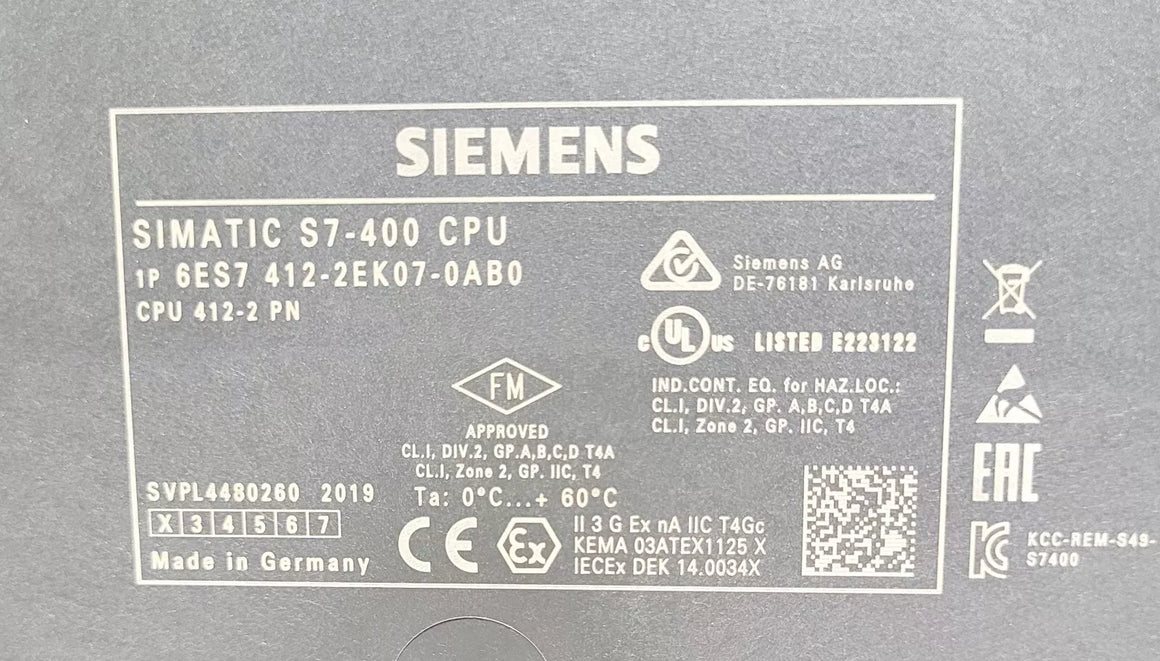 SIEMENS
SIMATIC S7-400 CPU
1P 6ES7 412-2EK07-0AB0
CPU 412-2 PN
Siemens AG
DE-76181 Karlsruhe
C UL US LISTED E223122
IND.CONT. EQ. for HAZ.LOC.:
CL.I, DIV.2, GP. A,B,C,D T4A
CL.I, Zone 2, GP. IIC, T4
FM
APPROVED
CL.I, DIV.2, GP.A,B,C,D T4A
CL.I, Zone 2, GP. IIC, T4
Ta: 0°C...+ 60°C
SVPL4480260 2019
X 3 4 5 6 7
Made in Germany
CE Ex
II 3 G Ex nA IIC T4Gc
KEMA 03ATEX1125 X
IECEx DEK 14.0034X
EAC
KCC-REM-S49-
S7400